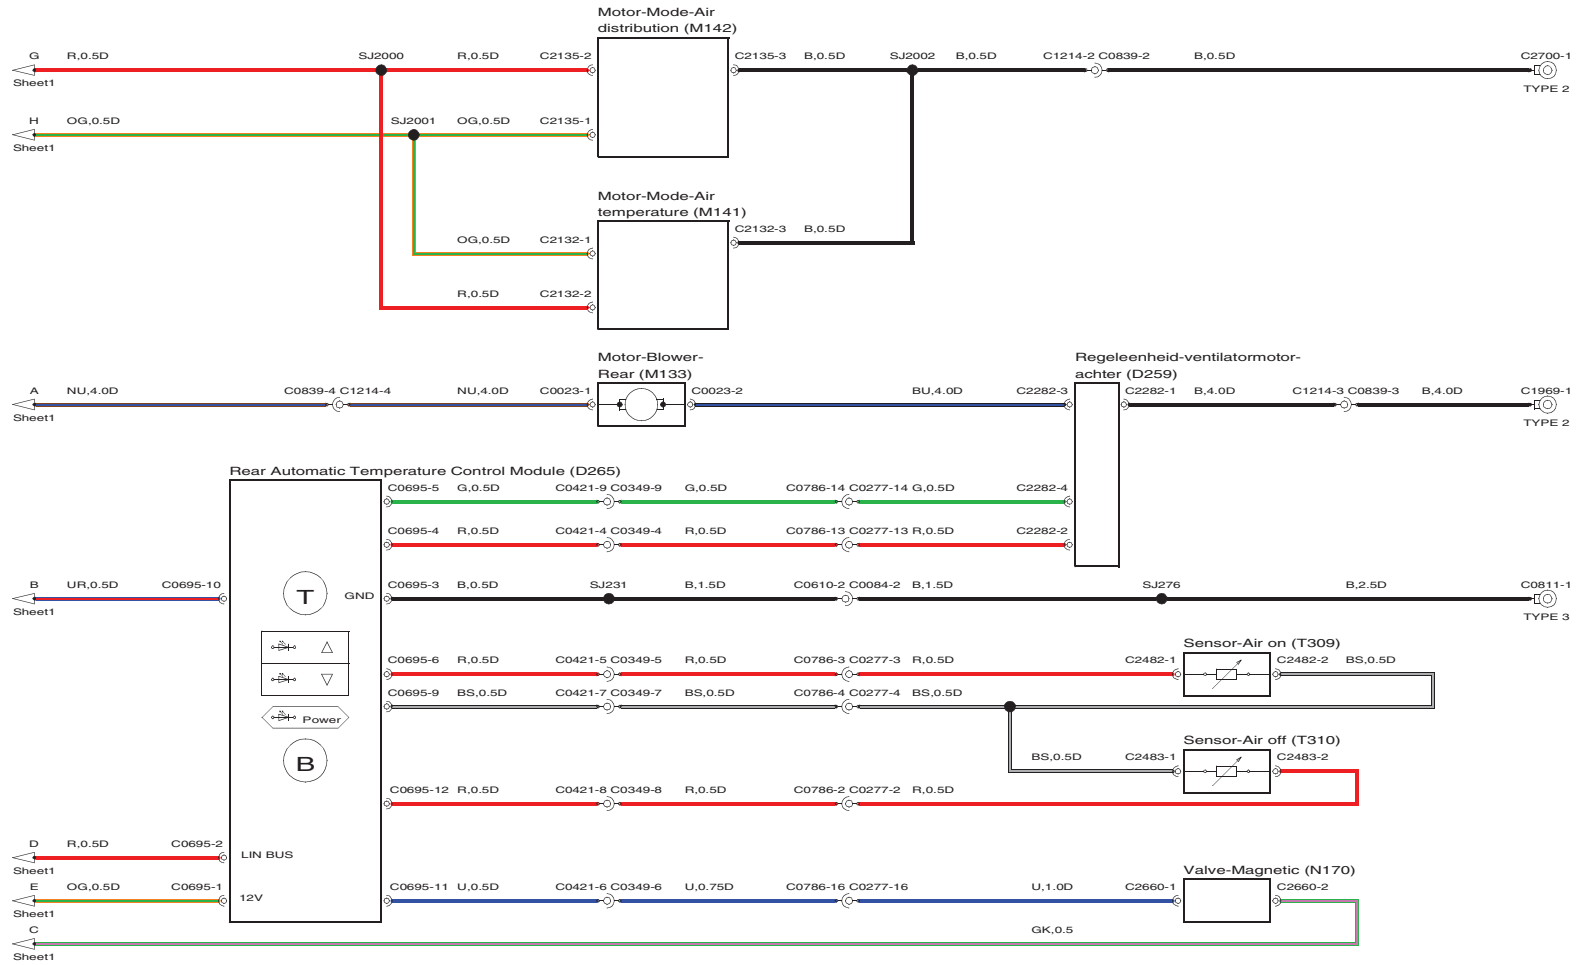 Motor-Mode-Air
distribution (M142)
G R,0.5D SJ2000 R,0.5D C2135-2 C2135-3 B,0.5D SJ2002 B,0.5D C1214-2 C0839-2 B,0.5D C2700-1
Sheet1 TYPE 2
H OG,0.5D SJ2001 OG,0.5D C2135-1
Sheet1
Motor-Mode-Air
temperature (M141)
C2132-3 B,0.5D
OG,0.5D C2132-1
R,0.5D C2132-2
Motor-Blower-
Rear (M133)
Regeleenheid-ventilatormotor-
achter (D259)
A NU,4.0D C0839-4 C1214-4 NU,4.0D C0023-1 C0023-2 BU,4.0D C2282-3 C2282-1 B,4.0D C1214-3 C0839-3 B,4.0D C1969-1
Sheet1 TYPE 2
Rear Automatic Temperature Control Module (D265)
C0695-5 G,0.5D C0421-9 C0349-9 G,0.5D C0786-14 C0277-14 G,0.5D C2282-4
C0695-4 R,0.5D C0421-4 C0349-4 R,0.5D C0786-13 C0277-13 R,0.5D C2282-2
B UR,0.5D C0695-10 C0695-3 B,0.5D SJ231 B,1.5D C0610-2 C0084-2 B,1.5D SJ276 B,2.5D C0811-1
T GND
Sheet1 TYPE 3
Sensor-Air on (T309)
C0695-6 R,0.5D C0421-5 C0349-5 R,0.5D C0786-3 C0277-3 R,0.5D C2482-1 C2482-2 BS,0.5D
C0695-9 BS,0.5D C0421-7 C0349-7 BS,0.5D C0786-4 C0277-4 BS,0.5D
Power
Sensor-Air off (T310)
BS,0.5D C2483-1 C2483-2
B
C0695-12 R,0.5D C0421-8 C0349-8 R,0.5D C0786-2 C0277-2 R,0.5D
D R,0.5D C0695-2
LIN BUS
Sheet1
Valve-Magnetic (N170)
E OG,0.5D C0695-1 C0695-11 U,0.5D C0421-6 C0349-6 U,0.75D C0786-16 C0277-16 U,1.0D C2660-1 C2660-2
12V
Sheet1
C GK,0.5
Sheet1